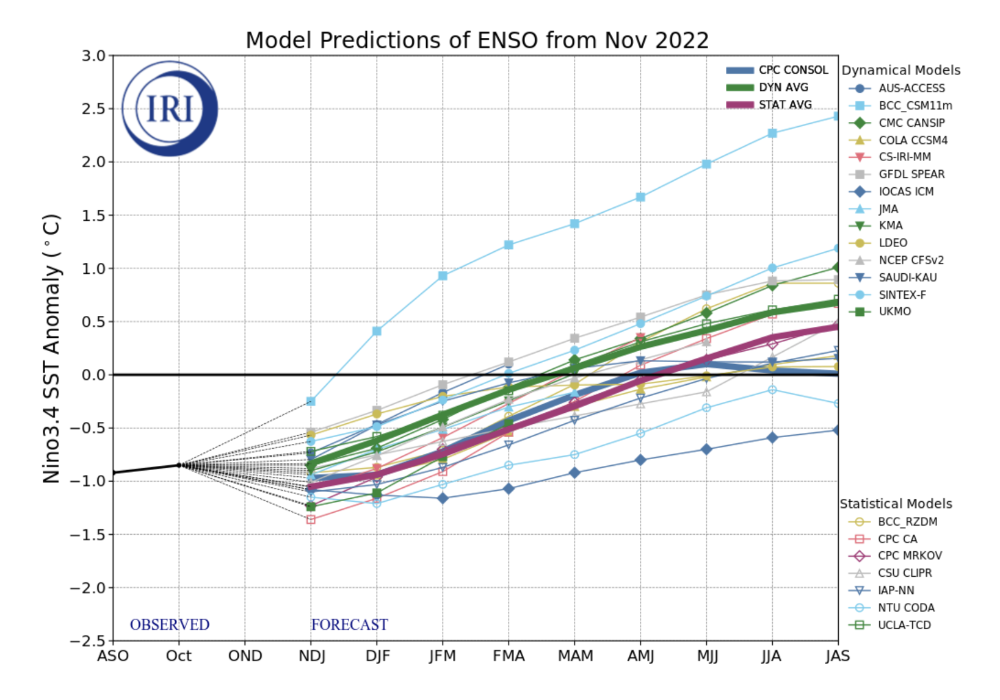 Model Predictions of ENSO from Nov 2022
3.0
2.5
2.0
1.5
1.0
0.5
0.0
−0.5
−1.0
−1.5
−2.0
−2.5
Nino3.4 SST Anomaly (°C)
IRI
CPC CONSOL
DYN AVG
STAT AVG
Dynamical Models
AUS-ACCESS
BCC_CSM11m
CMC CANSIP
COLA CCSM4
CS-IRI-MM
GFDL SPEAR
IOCAS ICM
JMA
KMA
LDEO
NCEP CFSv2
SAUDI-KAU
SINTEX-F
UKMO
Statistical Models
BCC_RZDM
CPC CA
CPC MRKOV
CSU CLIPR
IAP-NN
NTU CODA
UCLA-TCD
OBSERVED FORECAST
ASO Oct OND NDJ DJF JFM FMA MAM AMJ MJJ JJA JAS